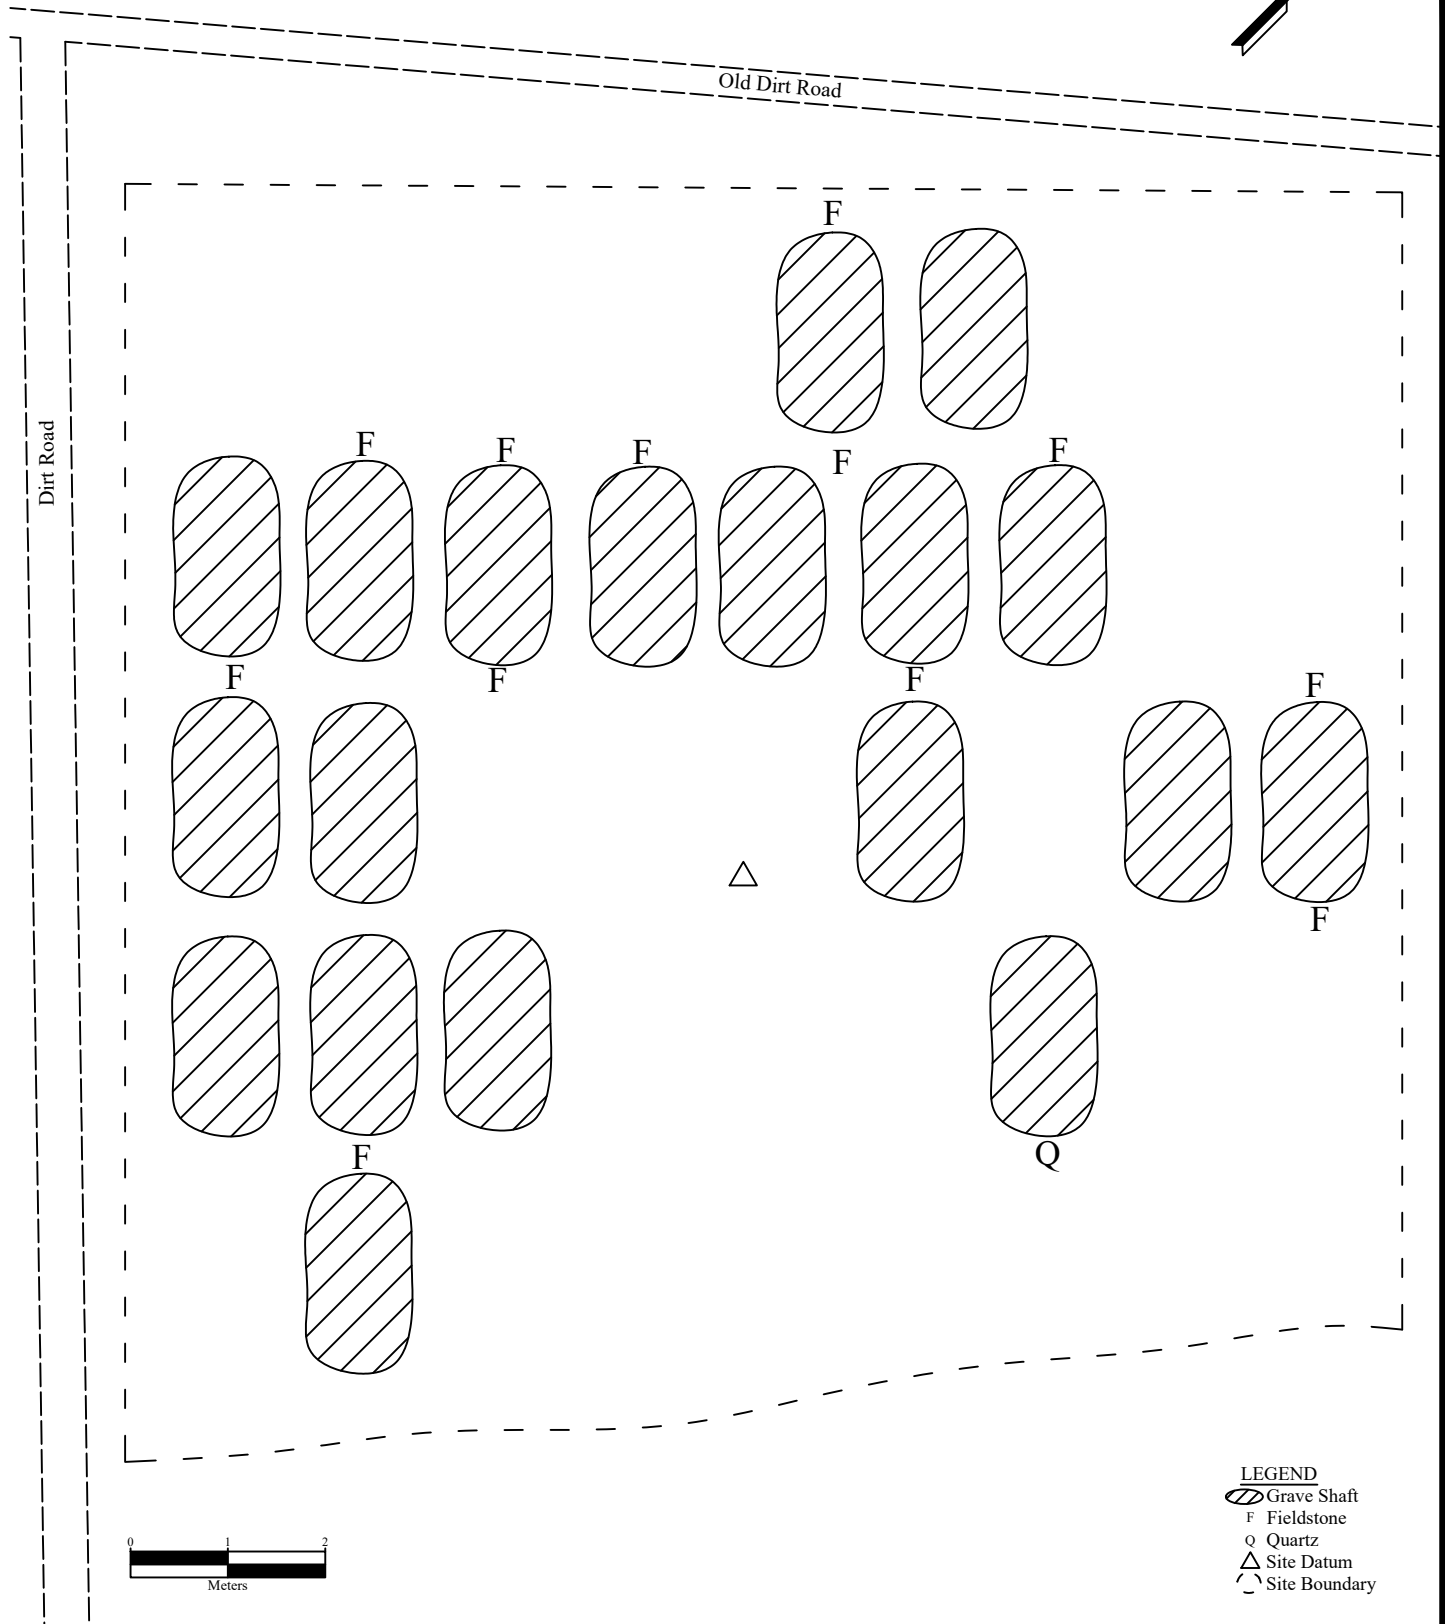 Old Dirt Road
Dirt Road
F
F
F
F
F
F
F
F
F
F
F
F
Q
F
LEGEND
Grave Shaft
F Fieldstone
Q Quartz
Site Datum
Site Boundary
0 1 2
Meters